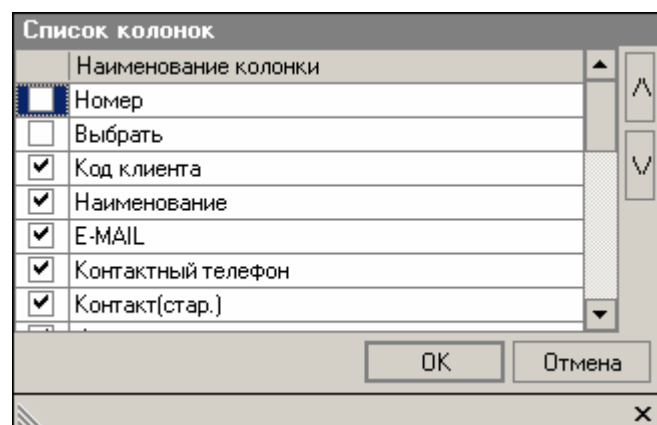 Список колонок
Наименование колонки
Номер
Выбрать
Код клиента
Наименование
E-MAIL
Контактный телефон
Контакт(стар.)
OK
Отмена